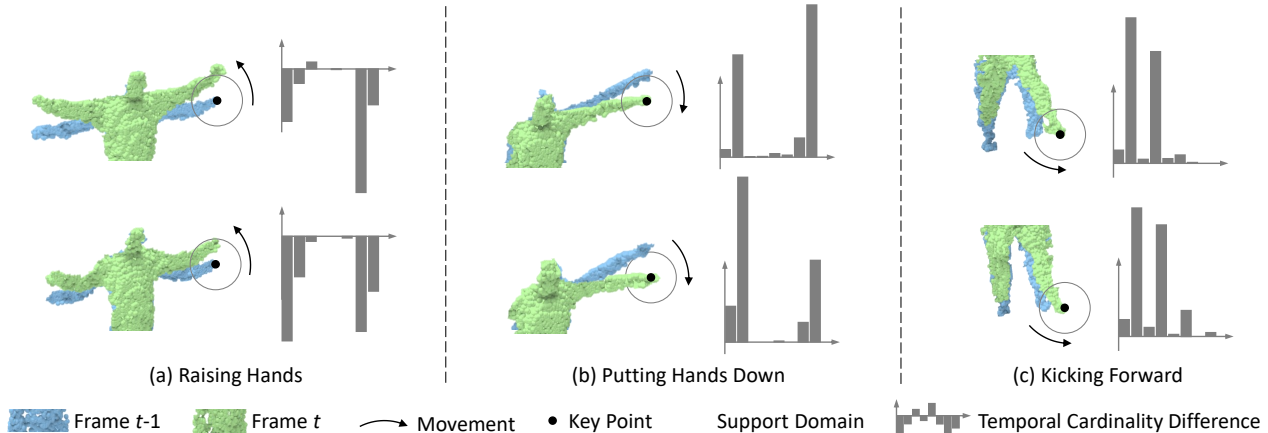 (a) Raising Hands
(b) Putting Hands Down
(c) Kicking Forward
Frame t-1
Frame t
Movement
Key Point
Support Domain
Temporal Cardinality Difference